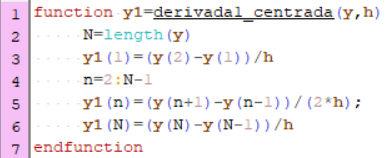 1 function y1=derivada1_centrada(y,h)
2 N=length(y)
3 y1(1)=(y(2)-y(1))/h
4 n=2:N-1
5 y1(n)=(y(n+1)-y(n-1))/(2*h);
6 y1(N)=(y(N)-y(N-1))/h
7 endfunction